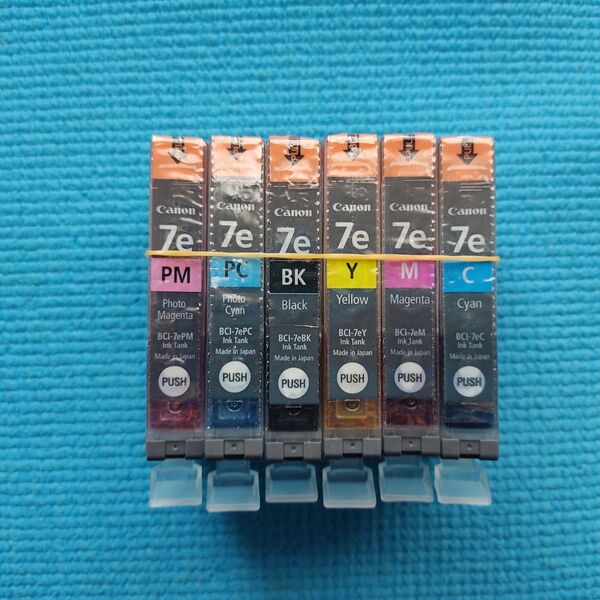 Canon
7e
PM
Photo
Magenta
BCI-7ePM
Ink Tank
Made in Japan
PUSH
Canon
7e
PC
Photo
Cyan
BCI-7ePC
Ink Tank
Made in Japan
PUSH
Canon
7e
BK
Black
BCI-7eBK
Ink Tank
Made in Japan
PUSH
Canon
7e
Y
Yellow
BCI-7eY
Ink Tank
Made in Japan
PUSH
Canon
7e
M
Magenta
BCI-7eM
Ink Tank
Made in Japan
PUSH
Canon
7e
C
Cyan
BCI-7eC
Ink Tank
Made in Japan
PUSH